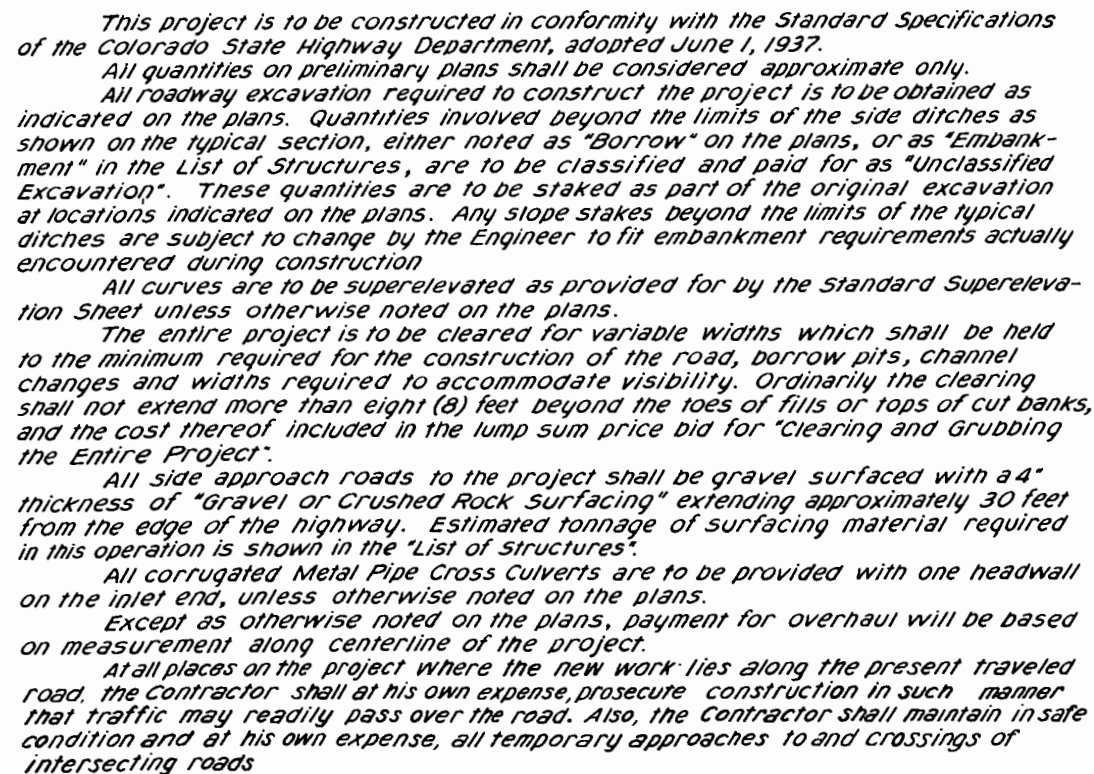 This project is to be constructed in conformity with the Standard Specifications
of the Colorado State Highway Department, adopted June 1, 1937.
All quantities on preliminary plans shall be considered approximate only.
All roadway excavation required to construct the project is to be obtained as
indicated on the plans. Quantities involved beyond the limits of the side ditches as
shown on the typical section, either noted as "Borrow" on the plans, or as "Embank-
ment" in the List of Structures, are to be classified and paid for as "Unclassified
Excavation". These quantities are to be staked as part of the original excavation
at locations indicated on the plans. Any slope stakes beyond the limits of the typical
ditches are subject to change by the Engineer to fit embankment requirements actually
encountered during construction
All curves are to be superelevated as provided for by the Standard Supereleva-
tion Sheet unless otherwise noted on the plans.
The entire project is to be cleared for variable widths which shall be held
to the minimum required for the construction of the road, borrow pits, channel
changes and widths required to accommodate visibility. Ordinarily the clearing
shall not extend more than eight (8) feet beyond the toes of fills or tops of cut banks,
and the cost thereof included in the lump sum price bid for "Clearing and Grubbing
the Entire Project".
All side approach roads to the project shall be gravel surfaced with a 4"
thickness of "Gravel or Crushed Rock Surfacing" extending approximately 30 feet
from the edge of the highway. Estimated tonnage of surfacing material required
in this operation is shown in the "List of Structures".
All corrugated Metal Pipe Cross Culverts are to be provided with one headwall
on the inlet end, unless otherwise noted on the plans.
Except as otherwise noted on the plans, payment for overhaul will be based
on measurement along centerline of the project.
At all places on the project where the new work lies along the present traveled
road, the Contractor shall at his own expense, prosecute construction in such manner
that traffic may readily pass over the road. Also, the Contractor shall maintain in safe
condition and at his own expense, all temporary approaches to and crossings of
intersecting roads